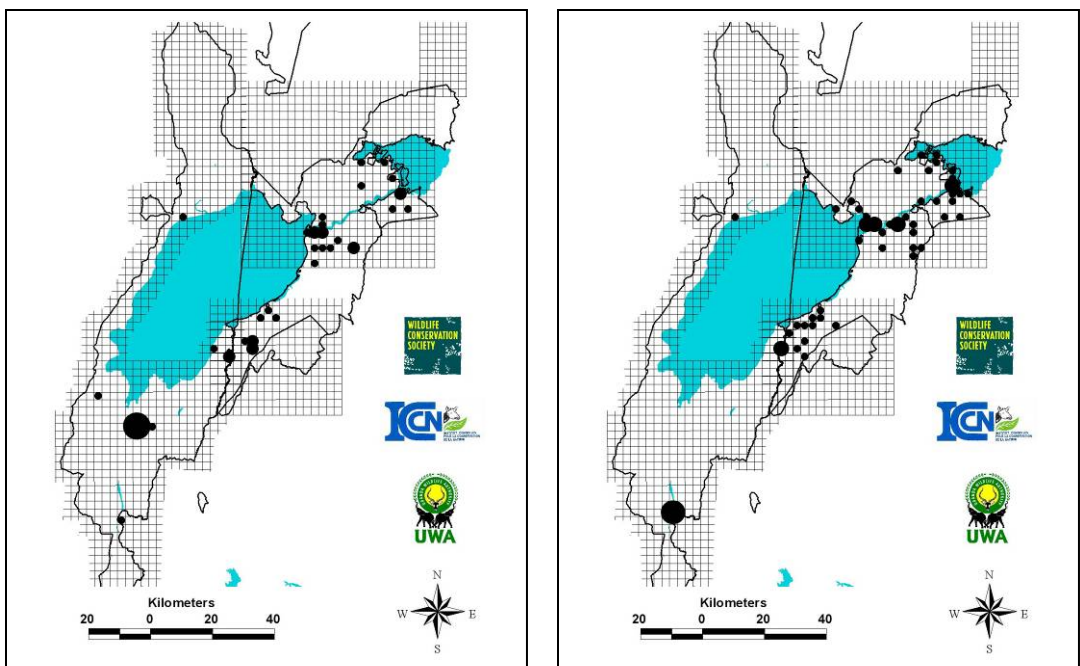 WILDLIFE
CONSERVATION
SOCIETY
ICCN
UWA
Kilometers
20 0 20 40
N
W E
S
WILDLIFE
CONSERVATION
SOCIETY
ICCN
UWA
Kilometers
20 0 20 40
N
W E
S